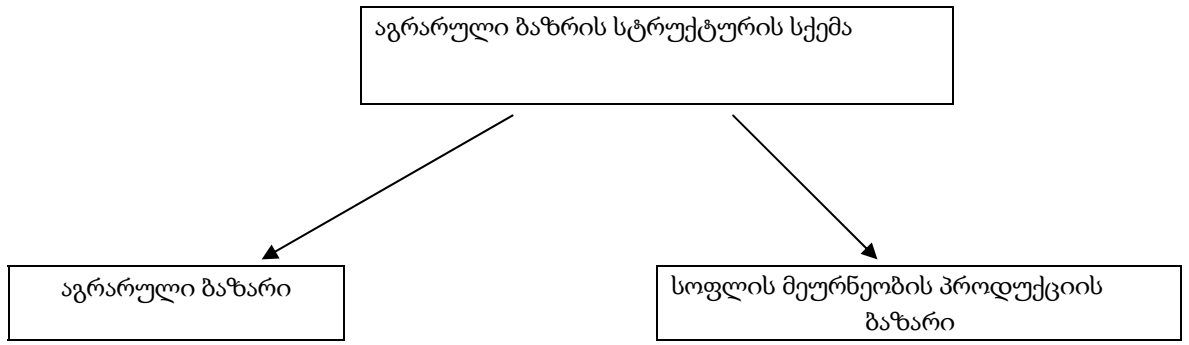 აგრარული ბაზრის სტრუქტურის სქემა
აგრარული ბაზარი
სოფლის მეურნეობის პროდუქციის
ბაზარი